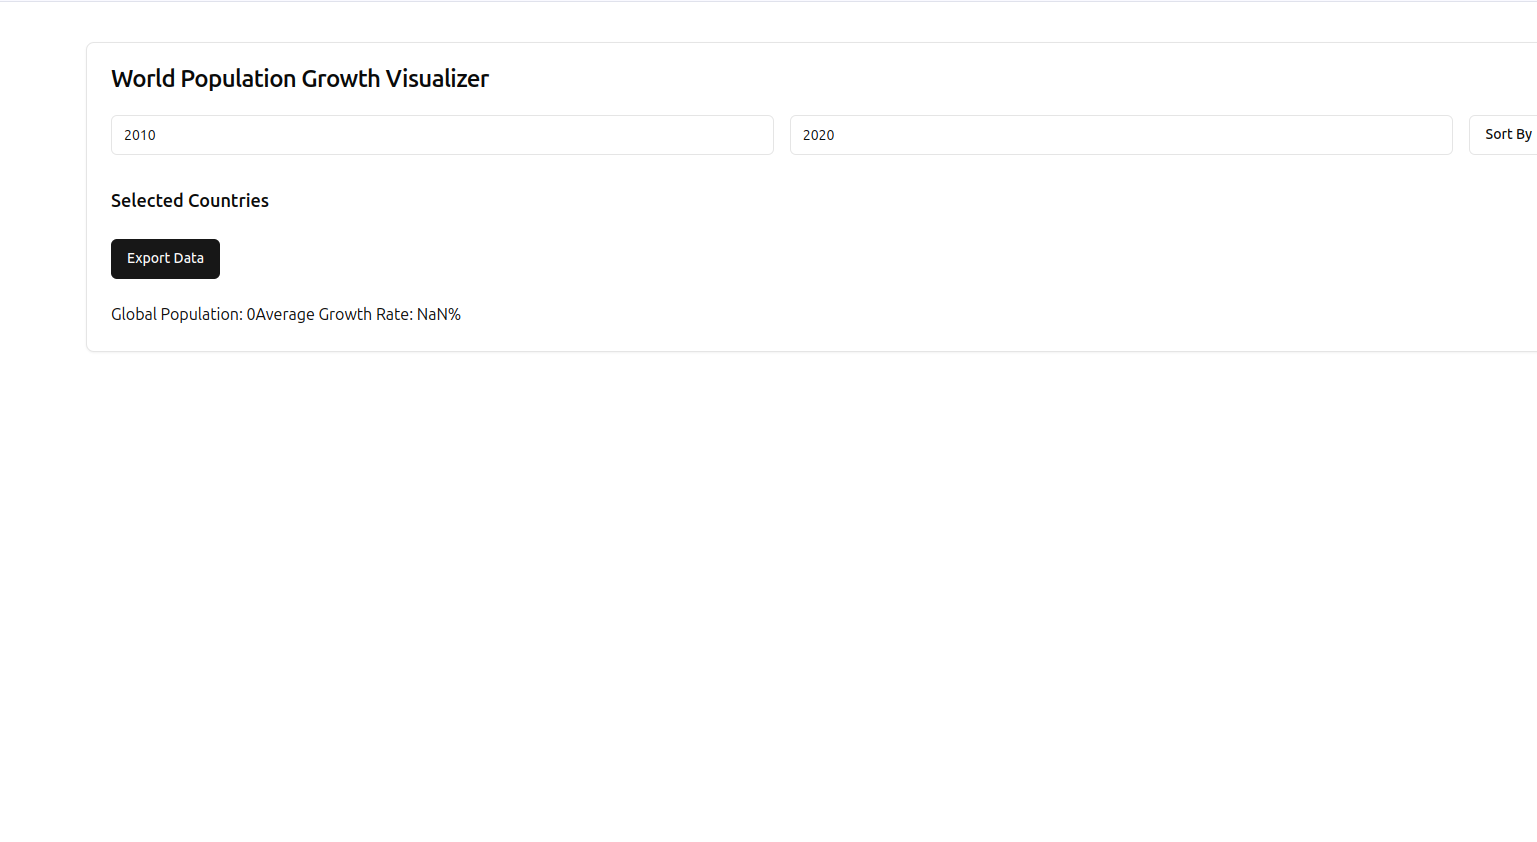 World Population Growth Visualizer
2010 2020 Sort By
Selected Countries
Export Data
Global Population: 0Average Growth Rate: NaN%